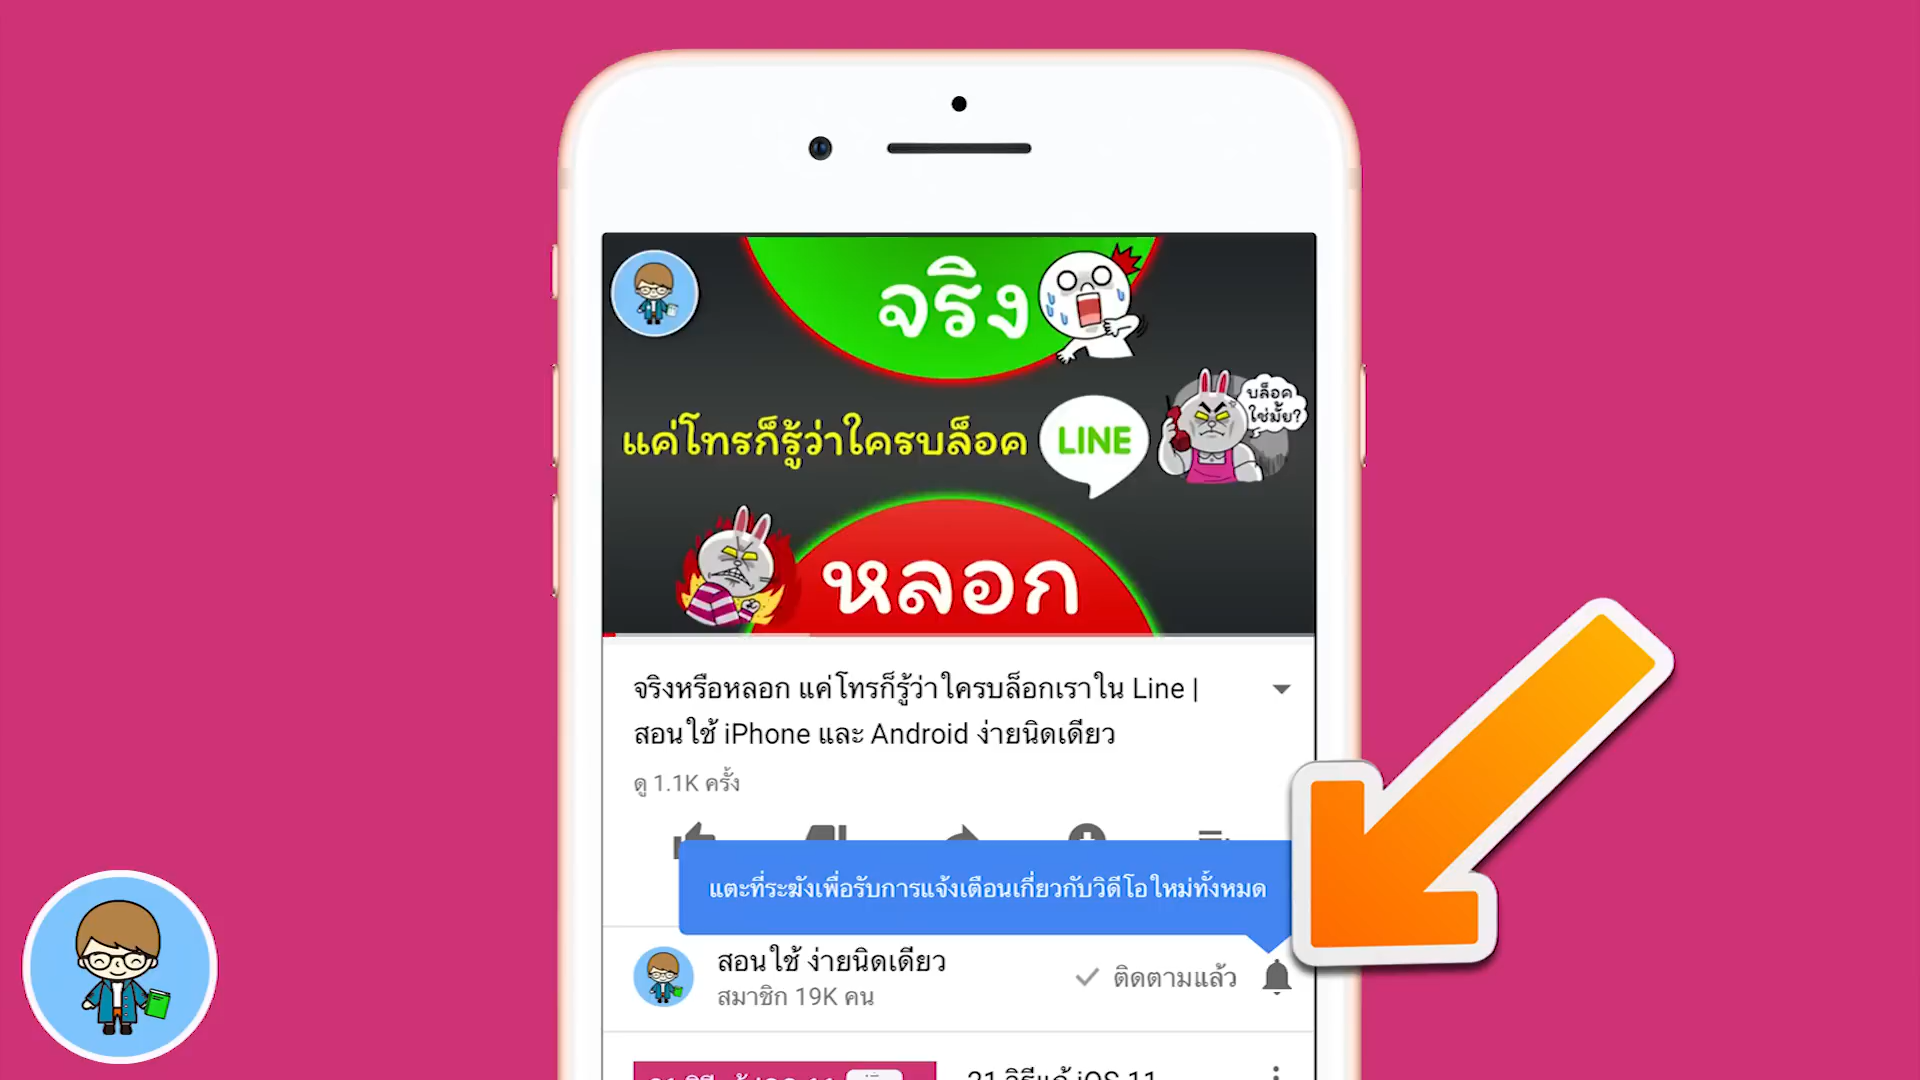 จริง
แค่โทรก็รู้ว่าใครบล็อค
LINE
บล็อค
ใช่มั้ย?
หลอก
จริงหรือหลอก แค่โทรก็รู้ว่าใครบล็อกเราใน Line |
สอนใช้ iPhone และ Android ง่ายนิดเดียว
ดู 1.1K ครั้ง
แตะที่ระฆังเพื่อรับการแจ้งเตือนเกี่ยวกับวิดีโอใหม่ทั้งหมด
สอนใช้ ง่ายนิดเดียว
สมาชิก 19K คน
ติดตามแล้ว
21 วิธีแก้ iOS 11